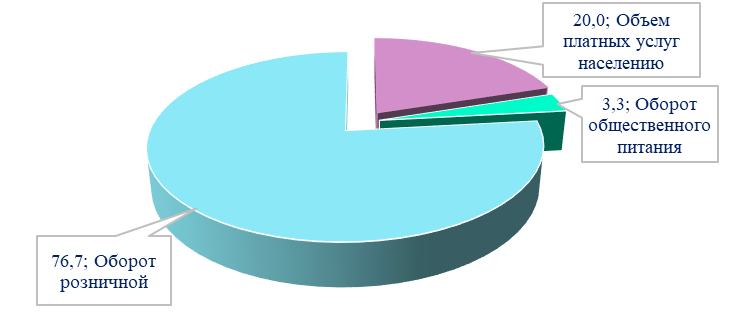 20,0; Объем
платных услуг
населению
3,3; Оборот
общественного
питания
76,7; Оборот
розничной